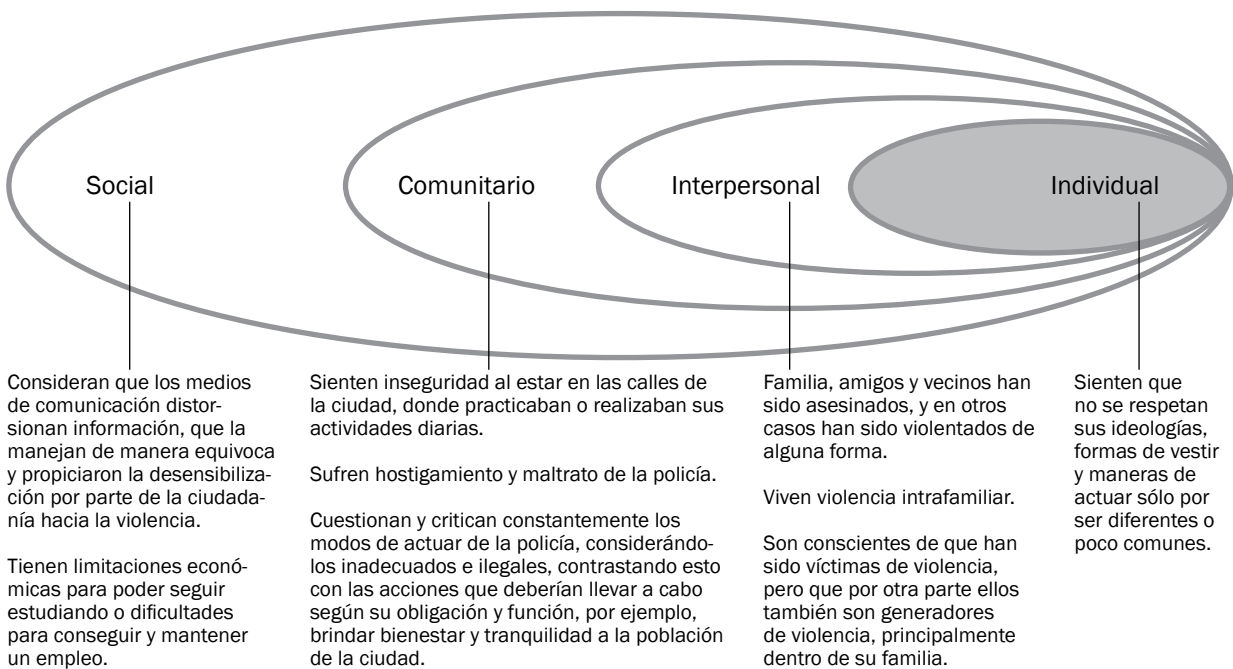 Social
Comunitario
Interpersonal
Individual
Consideran que los medios
de comunicación distor-
sionan información, que la
manejan de manera equivoca
y propiciaron la desensibiliza-
ción por parte de la ciudada-
nía hacia la violencia.
Tienen limitaciones econó-
micas para poder seguir
estudiando o dificultades
para conseguir y mantener
un empleo.
Sienten inseguridad al estar en las calles de
la ciudad, donde practicaban o realizaban sus
actividades diarias.
Sufren hostigamiento y maltrato de la policía.
Cuestionan y critican constantemente los
modos de actuar de la policía, considerándo-
los inadecuados e ilegales, contrastando esto
con las acciones que deberían llevar a cabo
según su obligación y función, por ejemplo,
brindar bienestar y tranquilidad a la población
de la ciudad.
Familia, amigos y vecinos han
sido asesinados, y en otros
casos han sido violentados de
alguna forma.
Viven violencia intrafamiliar.
Son conscientes de que han
sido víctimas de violencia,
pero que por otra parte ellos
también son generadores
de violencia, principalmente
dentro de su familia.
Sienten que
no se respetan
sus ideologías,
formas de vestir
y maneras de
actuar sólo por
ser diferentes o
poco comunes.